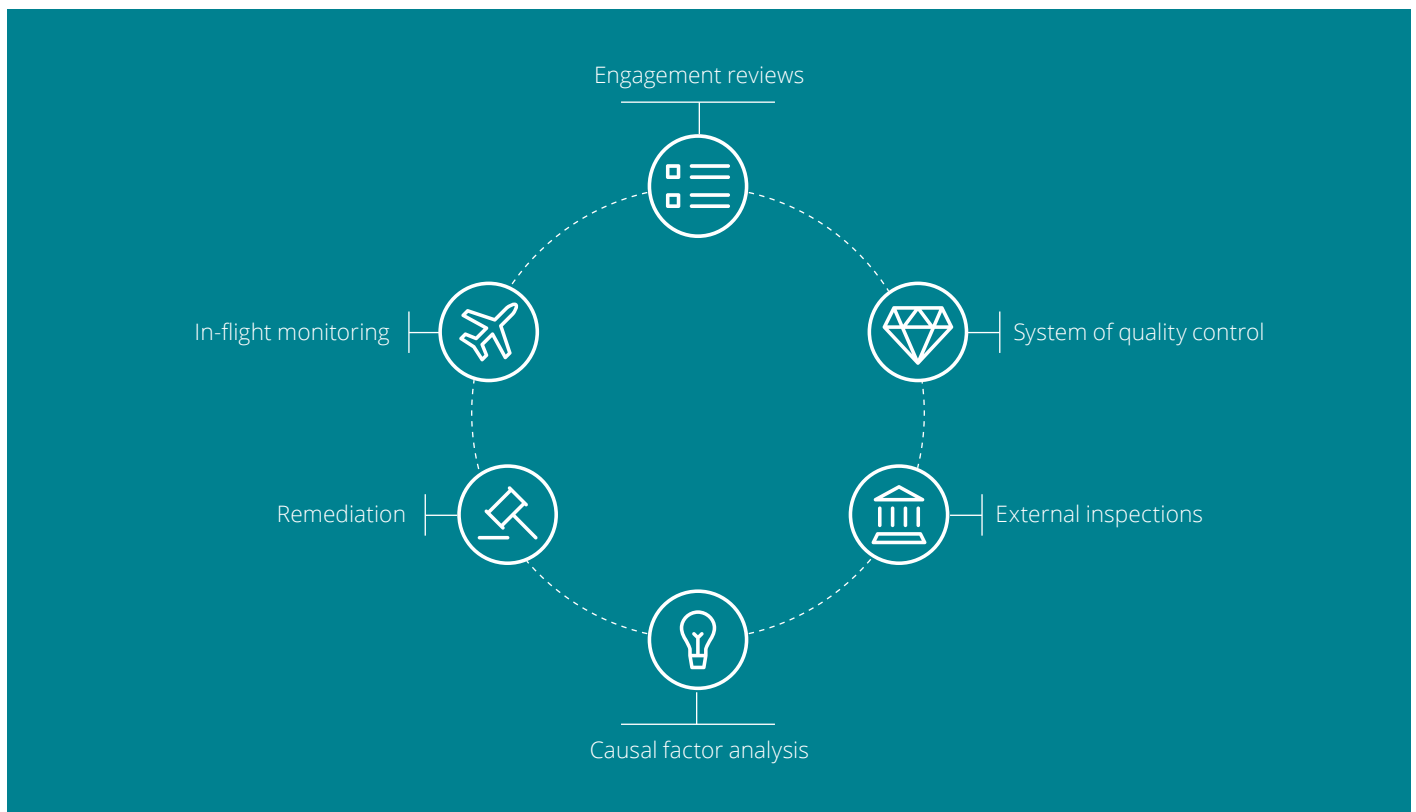 Engagement reviews
In-flight monitoring
System of quality control
Remediation
External inspections
Causal factor analysis